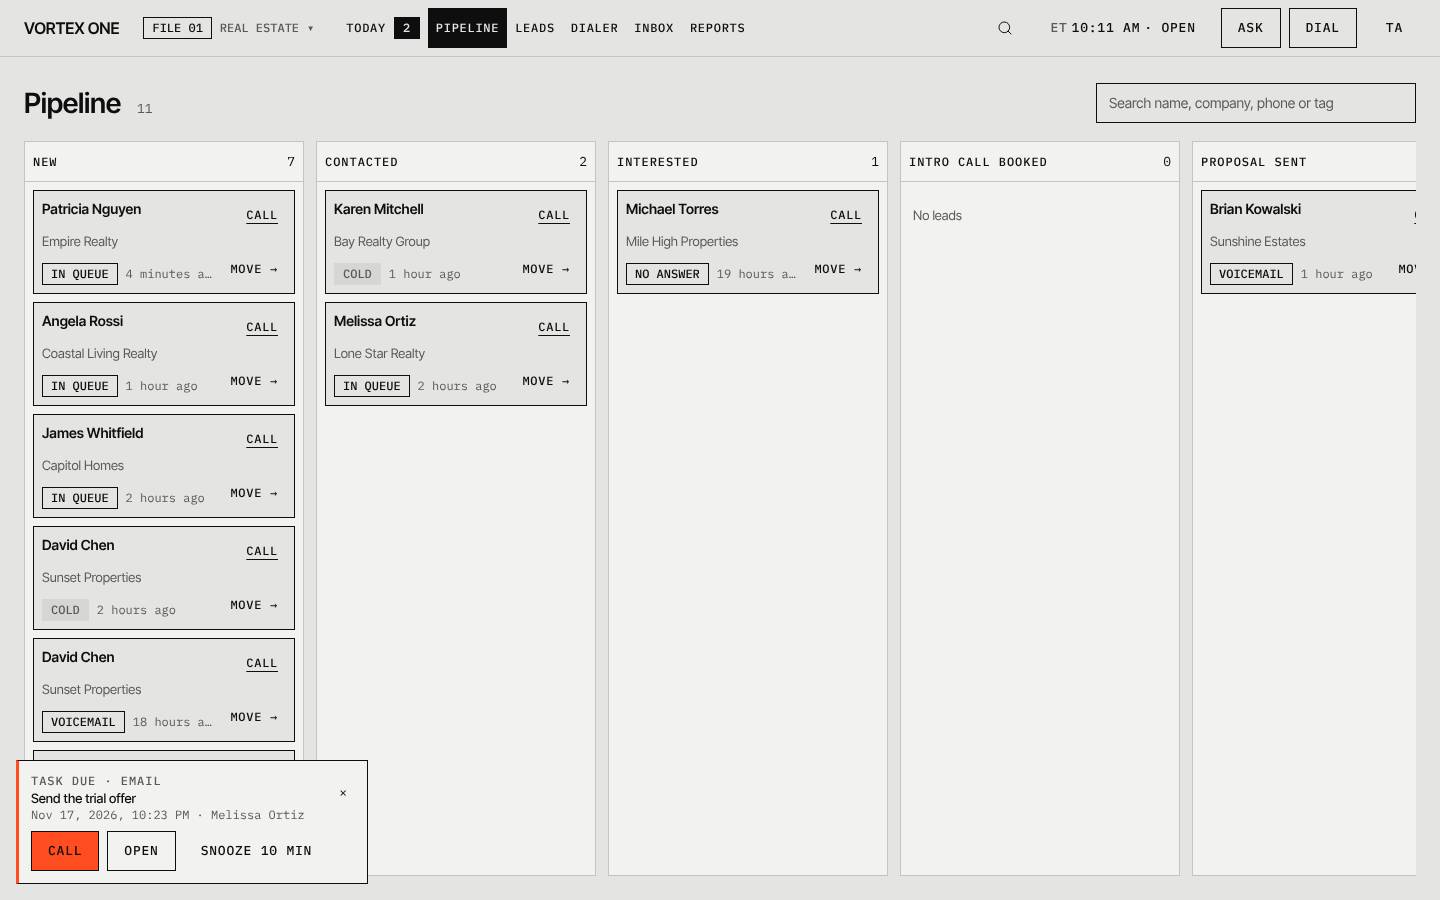 VORTEX ONE FILE 01 REAL ESTATE ▾ TODAY 2 PIPELINE LEADS DIALER INBOX REPORTS ET 10:11 AM · OPEN ASK DIAL TA
Pipeline 11 Search name, company, phone or tag
NEW 7
Patricia Nguyen CALL
Empire Realty
IN QUEUE 4 minutes a… MOVE →
Angela Rossi CALL
Coastal Living Realty
IN QUEUE 1 hour ago MOVE →
James Whitfield CALL
Capitol Homes
IN QUEUE 2 hours ago MOVE →
David Chen CALL
Sunset Properties
COLD 2 hours ago MOVE →
David Chen CALL
Sunset Properties
VOICEMAIL 18 hours a… MOVE →
CONTACTED 2
Karen Mitchell CALL
Bay Realty Group
COLD 1 hour ago MOVE →
Melissa Ortiz CALL
Lone Star Realty
IN QUEUE 2 hours ago MOVE →
INTERESTED 1
Michael Torres CALL
Mile High Properties
NO ANSWER 19 hours a… MOVE →
INTRO CALL BOOKED 0
No leads
PROPOSAL SENT
Brian Kowalski
Sunshine Estates
VOICEMAIL 1 hour ago
TASK DUE · EMAIL ×
Send the trial offer
Nov 17, 2026, 10:23 PM · Melissa Ortiz
CALL OPEN SNOOZE 10 MIN